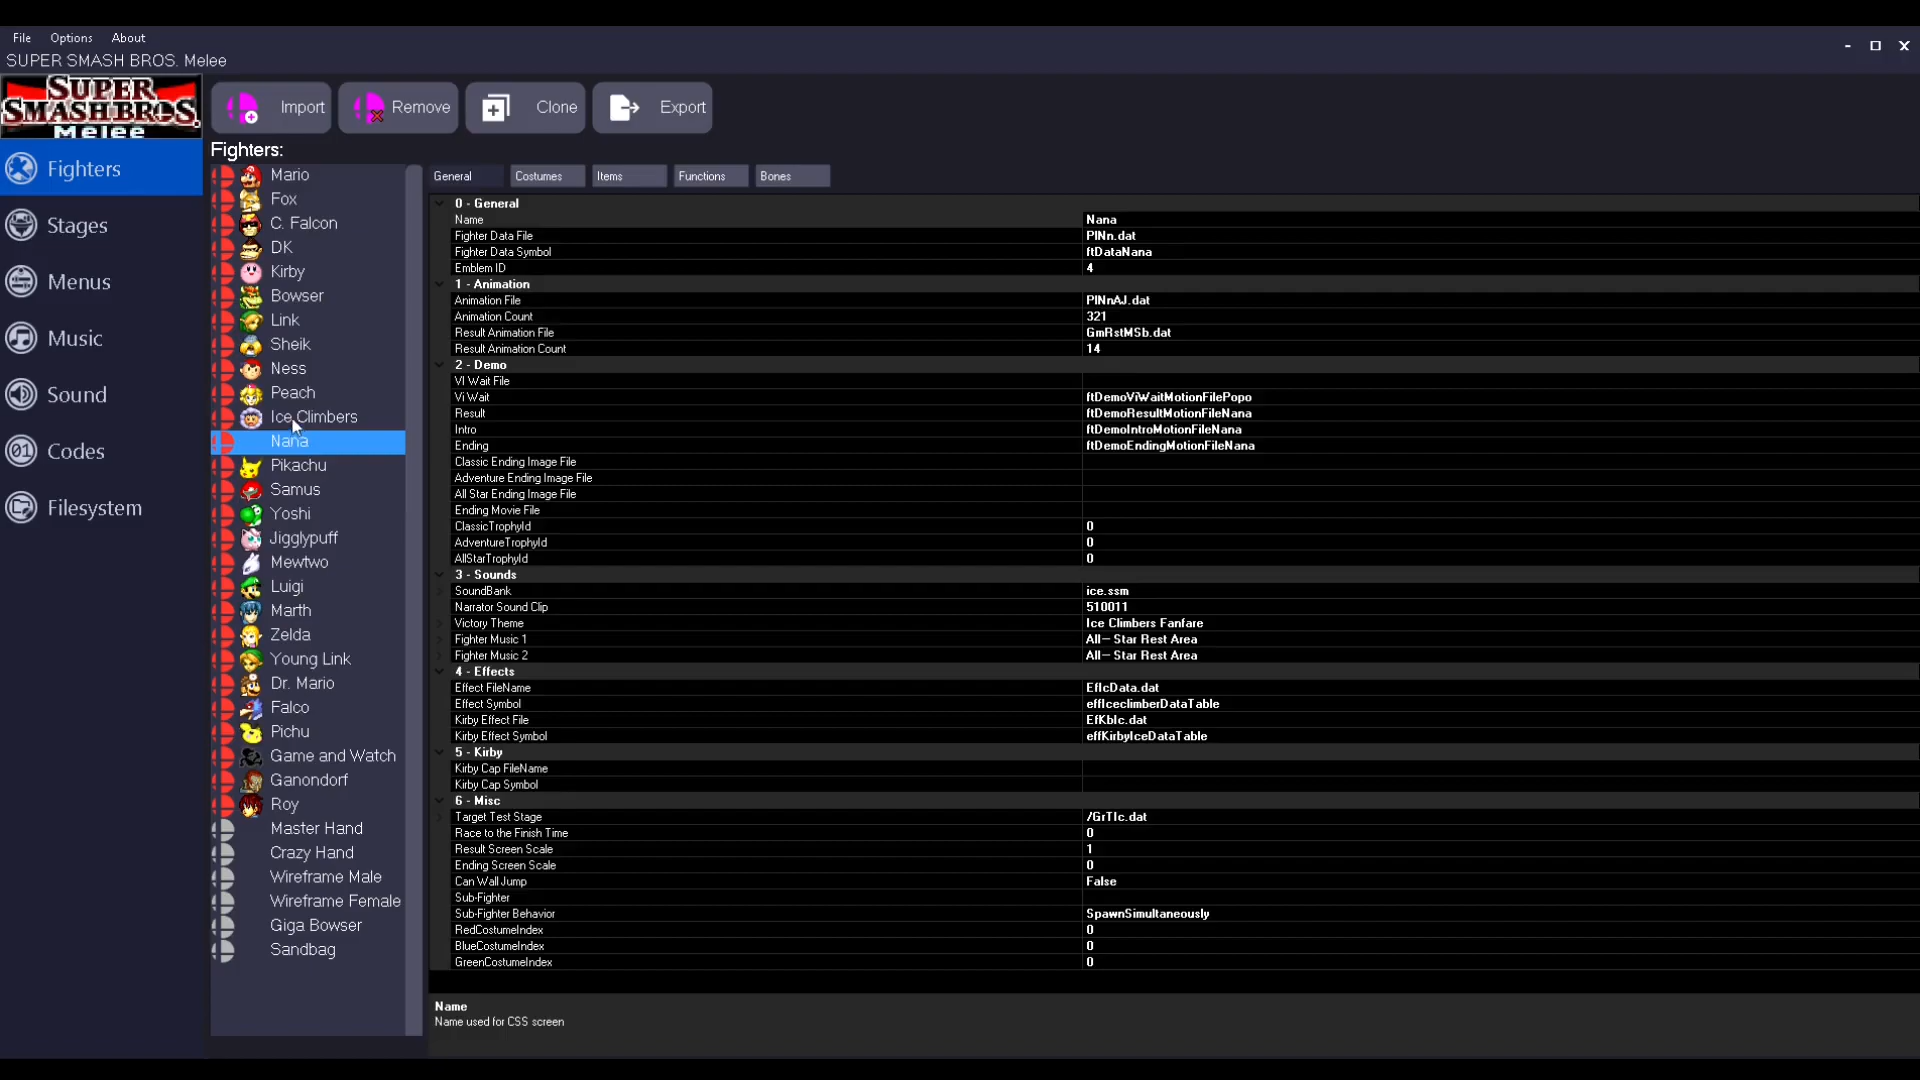 File Options About
SUPER SMASH BROS. Melee
SUPER
SMASH BROS.
Melee
Import Remove Clone Export
Fighters
Stages
Menus
Music
Sound
Codes
Filesystem
Fighters:
Mario
Fox
C. Falcon
DK
Kirby
Bowser
Link
Sheik
Ness
Peach
Ice Climbers
Nana
Pikachu
Samus
Yoshi
Jigglypuff
Mewtwo
Luigi
Marth
Zelda
Young Link
Dr. Mario
Falco
Pichu
Game and Watch
Ganondorf
Roy
Master Hand
Crazy Hand
Wireframe Male
Wireframe Female
Giga Bowser
Sandbag
General Costumes Items Functions Bones
0 - General
Name Nana
Fighter Data File PlNn.dat
Fighter Data Symbol ftDataNana
Emblem ID 4
1 - Animation
Animation File PlNnAJ.dat
Animation Count 321
Result Animation File GmRstMSb.dat
Result Animation Count 14
2 - Demo
VI Wait File
Vi Wait ftDemoViWaitMotionFilePopo
Result ftDemoResultMotionFileNana
Intro ftDemoIntroMotionFileNana
Ending ftDemoEndingMotionFileNana
Classic Ending Image File
Adventure Ending Image File
All Star Ending Image File
Ending Movie File
ClassicTrophyId 0
AdventureTrophyId 0
AllStarTrophyId 0
3 - Sounds
SoundBank ice.ssm
Narrator Sound Clip 510011
Victory Theme Ice Climbers Fanfare
Fighter Music 1 All-Star Rest Area
Fighter Music 2 All-Star Rest Area
4 - Effects
Effect FileName EfIcData.dat
Effect Symbol effIceclimberDataTable
Kirby Effect File EfKbIc.dat
Kirby Effect Symbol effKirbyIceDataTable
5 - Kirby
Kirby Cap FileName
Kirby Cap Symbol
6 - Misc
Target Test Stage /GrTIc.dat
Race to the Finish Time 0
Result Screen Scale 1
Ending Screen Scale 0
Can Wall Jump False
Sub-Fighter
Sub-Fighter Behavior SpawnSimultaneously
RedCostumeIndex 0
BlueCostumeIndex 0
GreenCostumeIndex 0
Name
Name used for CSS screen